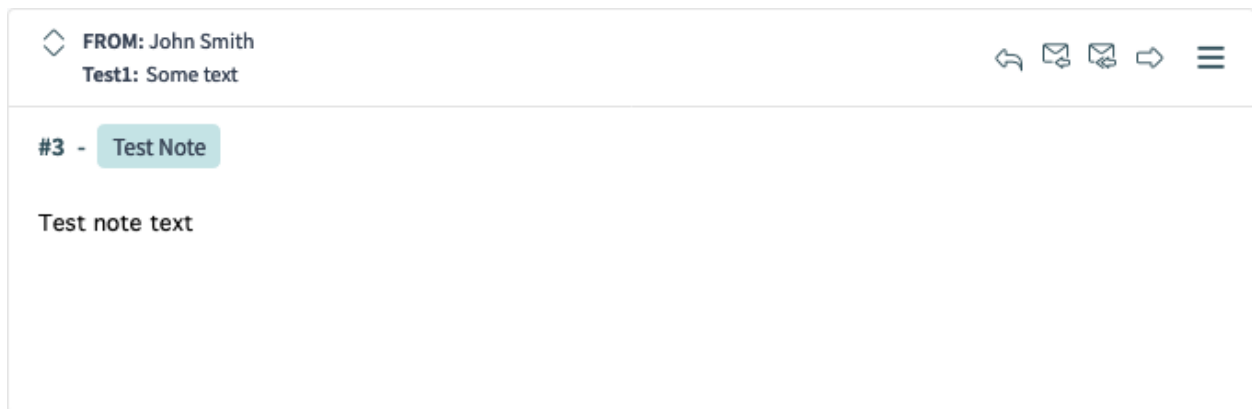 FROM: John Smith
Test1: Some text
#3 - Test Note
Test note text